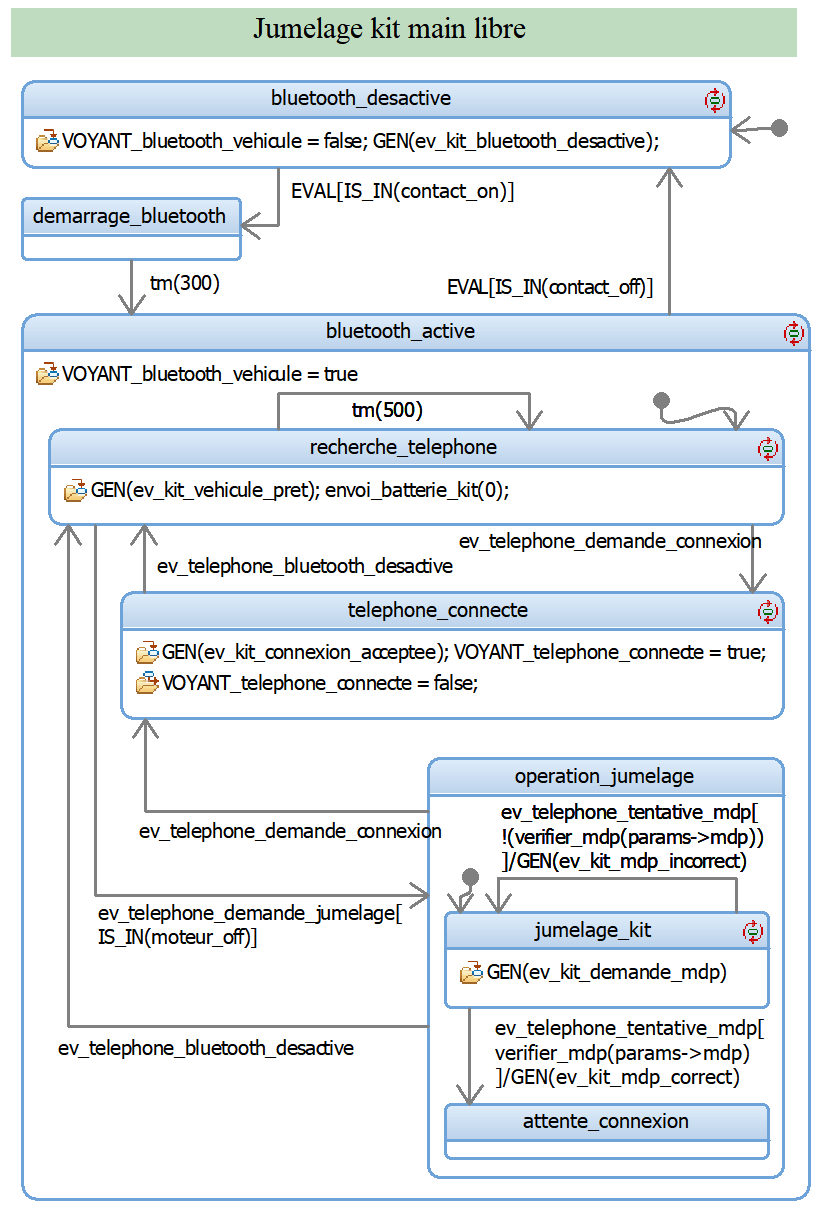 Jumelage kit main libre
bluetooth_desactive
VOYANT_bluetooth_vehicule = false; GEN(ev_kit_bluetooth_desactive);
EVAL[IS_IN(contact_on)]
demarrage_bluetooth
tm(300)
EVAL[IS_IN(contact_off)]
bluetooth_active
VOYANT_bluetooth_vehicule = true
tm(500)
recherche_telephone
GEN(ev_kit_vehicule_pret); envoi_batterie_kit(0);
ev_telephone_demande_connexion
ev_telephone_bluetooth_desactive
telephone_connecte
GEN(ev_kit_connexion_acceptee); VOYANT_telephone_connecte = true;
VOYANT_telephone_connecte = false;
operation_jumelage
ev_telephone_demande_connexion
ev_telephone_tentative_mdp[
!(verifier_mdp(params->mdp))
]/GEN(ev_kit_mdp_incorrect)
ev_telephone_demande_jumelage[
IS_IN(moteur_off)]
jumelage_kit
GEN(ev_kit_demande_mdp)
ev_telephone_bluetooth_desactive
ev_telephone_tentative_mdp[
verifier_mdp(params->mdp)
]/GEN(ev_kit_mdp_correct)
attente_connexion